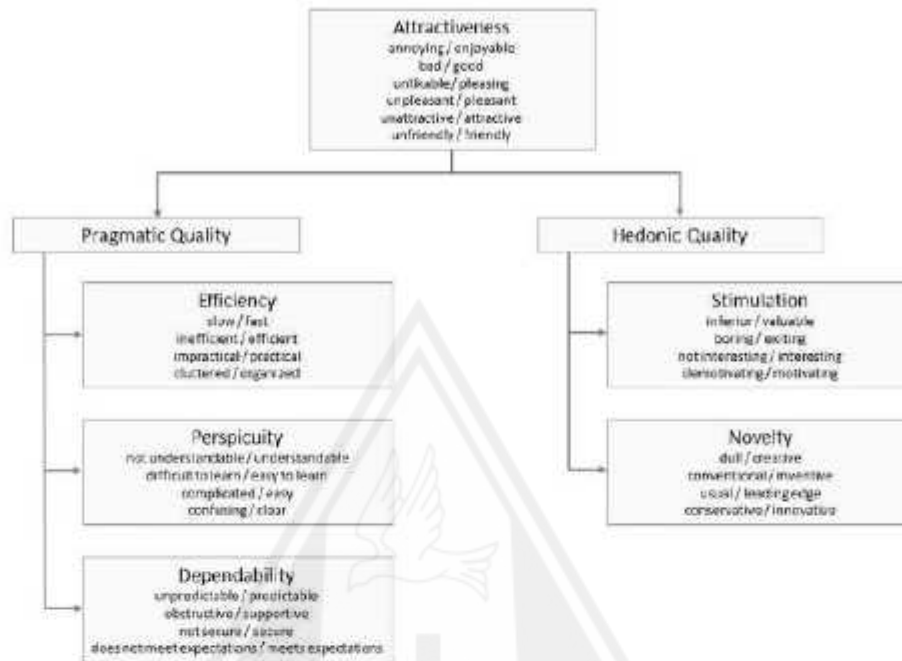 Attractiveness
annoying / enjoyable
bad / good
unlikable / pleasing
unpleasant / pleasant
unattractive / attractive
unfriendly / friendly
Pragmatic Quality
Hedonic Quality
Efficiency
slow / fast
inefficient / efficient
impractical / practical
cluttered / organized
Stimulation
inferior / valuable
boring / exiting
not interesting / interesting
demotivating / motivating
Perspicuity
not understandable / understandable
difficult to learn / easy to learn
complicated / easy
confusing / clear
Novelty
dull / creative
conventional / inventive
usual / leading edge
conservative / innovative
Dependability
unpredictable / predictable
obstructive / supportive
not secure / secure
does not meet expectations / meets expectations